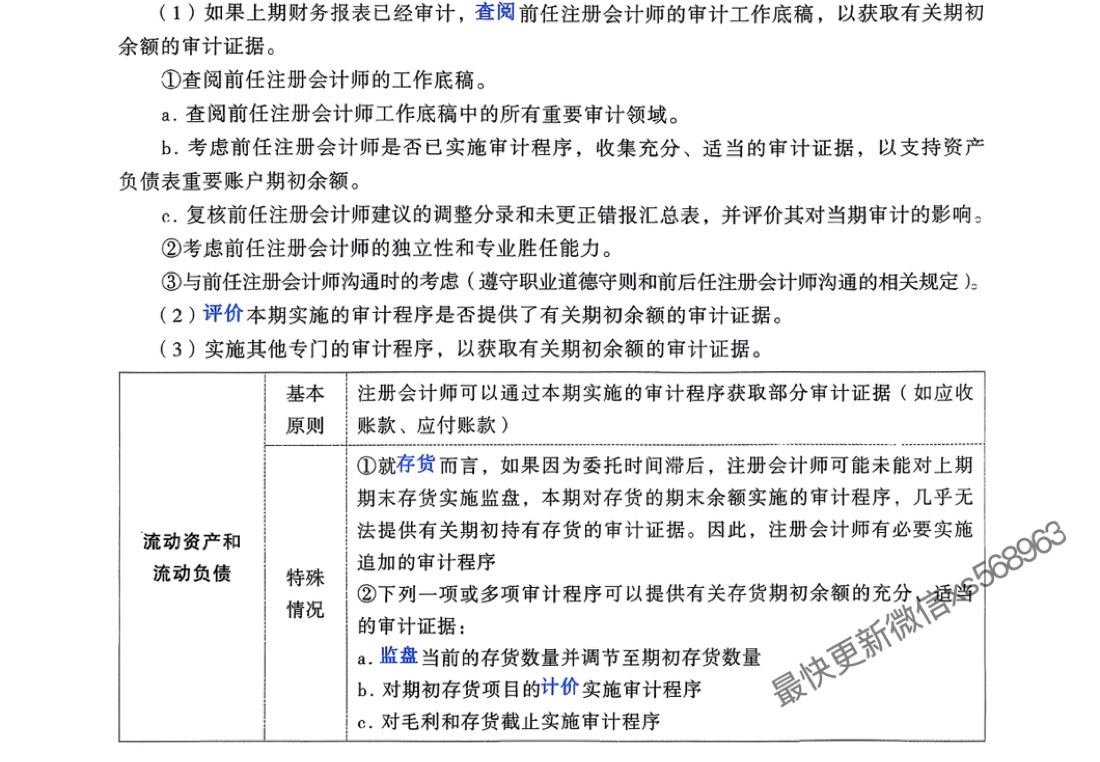 （1）如果上期财务报表已经审计，查阅前任注册会计师的审计工作底稿，以获取有关期初
余额的审计证据。
①查阅前任注册会计师的工作底稿。
a. 查阅前任注册会计师工作底稿中的所有重要审计领域。
b. 考虑前任注册会计师是否已实施审计程序，收集充分、适当的审计证据，以支持资产
负债表重要账户期初余额。
c. 复核前任注册会计师建议的调整分录和未更正错报汇总表，并评价其对当期审计的影响。
②考虑前任注册会计师的独立性和专业胜任能力。
③与前任注册会计师沟通时的考虑（遵守职业道德守则和前后任注册会计师沟通的相关规定）。
（2）评价本期实施的审计程序是否提供了有关期初余额的审计证据。
（3）实施其他专门的审计程序，以获取有关期初余额的审计证据。
流动资产和
流动负债
基本
原则
注册会计师可以通过本期实施的审计程序获取部分审计证据（如应收
账款、应付账款）
特殊
情况
①就存货而言，如果因为委托时间滞后，注册会计师可能未能对上期
期末存货实施监盘，本期对存货的期末余额实施的审计程序，几乎无
法提供有关期初持有存货的审计证据。因此，注册会计师有必要实施
追加的审计程序
②下列一项或多项审计程序可以提供有关存货期初余额的充分、适当
的审计证据：
a. 监盘当前的存货数量并调节至期初存货数量
b. 对期初存货项目的计价实施审计程序
c. 对毛利和存货截止实施审计程序
最快更新微信xs568963